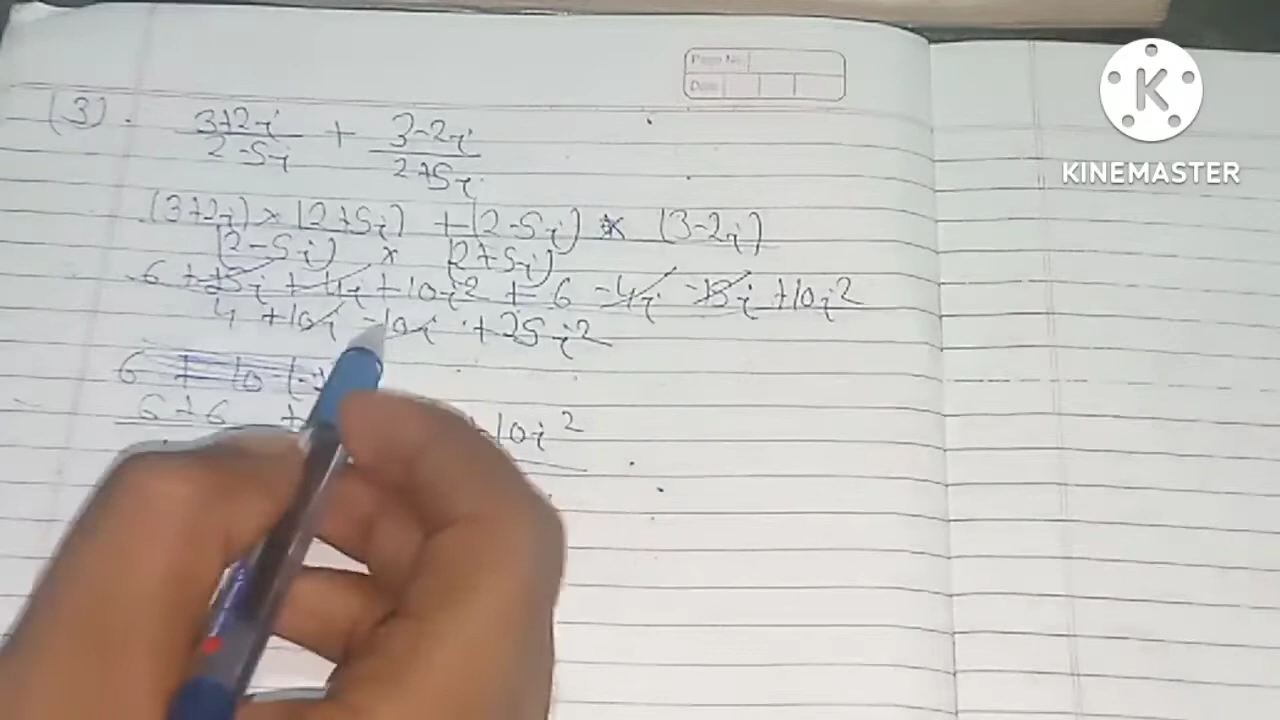 Page No.
Date
K
KINEMASTER
(3). 3+2i/2-5i + 3-2i/2+5i
(3+2i) × (2+5i) + (2-5i) × (3-2i)
(2-5i) × (2+5i)
6 + 15i + 4i + 10i² + 6 - 4i - 15i + 10i²
4 + 10i - 10i + 25i²
6 + 10 (-
6+6 + + 10i²